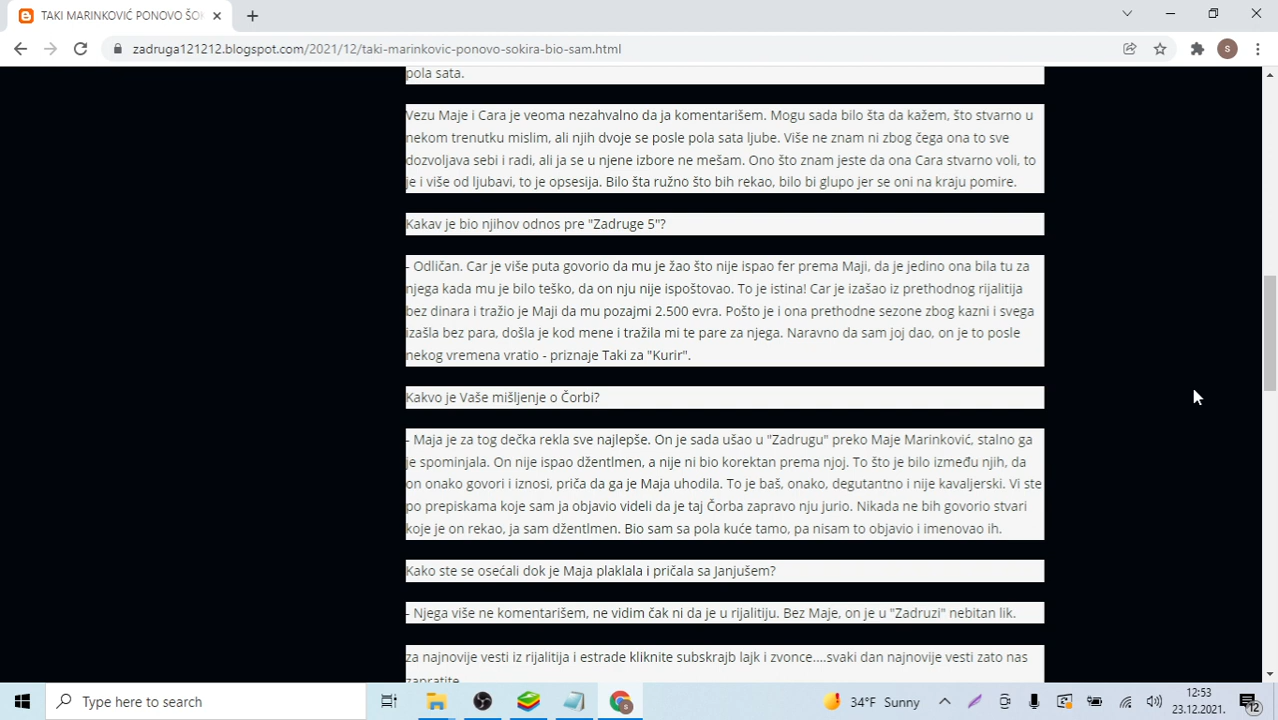 TAKI MARINKOVIĆ PONOVO ŠO
zadruga121212.blogspot.com/2021/12/taki-marinkovic-ponovo-sokira-bio-sam.html
S
pola sata.
Vezu Maje i Cara je veoma nezahvalno da ja komentarišem. Mogu sada bilo šta da kažem, što stvarno u
nekom trenutku mislim, ali njih dvoje se posle pola sata ljube. Više ne znam ni zbog čega ona to sve
dozvoljava sebi i radi, ali ja se u njene izbore ne mešam. Ono što znam jeste da ona Cara stvarno voli, to
je i više od ljubavi, to je opsesija. Bilo šta ružno što bih rekao, bilo bi glupo jer se oni na kraju pomire.
Kakav je bio njihov odnos pre "Zadruge 5"?
- Odličan. Car je više puta govorio da mu je žao što nije ispao fer prema Maji, da je jedino ona bila tu za
njega kada mu je bilo teško, da on nju nije ispoštovao. To je istina! Car je izašao iz prethodnog rijalitija
bez dinara i tražio je Maji da mu pozajmi 2.500 evra. Pošto je i ona prethodne sezone zbog kazni i svega
izašla bez para, došla je kod mene i tražila mi te pare za njega. Naravno da sam joj dao, on je to posle
nekog vremena vratio - priznaje Taki za "Kurir".
Kakvo je Vaše mišljenje o Čorbi?
- Maja je za tog dečka rekla sve najlepše. On je sada ušao u "Zadrugu" preko Maje Marinković, stalno ga
je spominjala. On nije ispao džentlmen, a nije ni bio korektan prema njoj. To što je bilo između njih, da
on onako govori i iznosi, priča da ga je Maja uhodila. To je baš, onako, degutantno i nije kavaljerski. Vi ste
po prepiskama koje sam ja objavio videli da je taj Čorba zapravo nju jurio. Nikada ne bih govorio stvari
koje je on rekao, ja sam džentlmen. Bio sam sa pola kuće tamo, pa nisam to objavio i imenovao ih.
Kako ste se osećali dok je Maja plaklala i pričala sa Janjušem?
- Njega više ne komentarišem, ne vidim čak ni da je u rijalitiju. Bez Maje, on je u "Zadruzi" nebitan lik.
za najnovije vesti iz rijalitija i estrade kliknite subskrajb lajk i zvonce....svaki dan najnovije vesti zato nas
zapratite
Type here to search
34°F Sunny
12:53
23.12.2021.
12